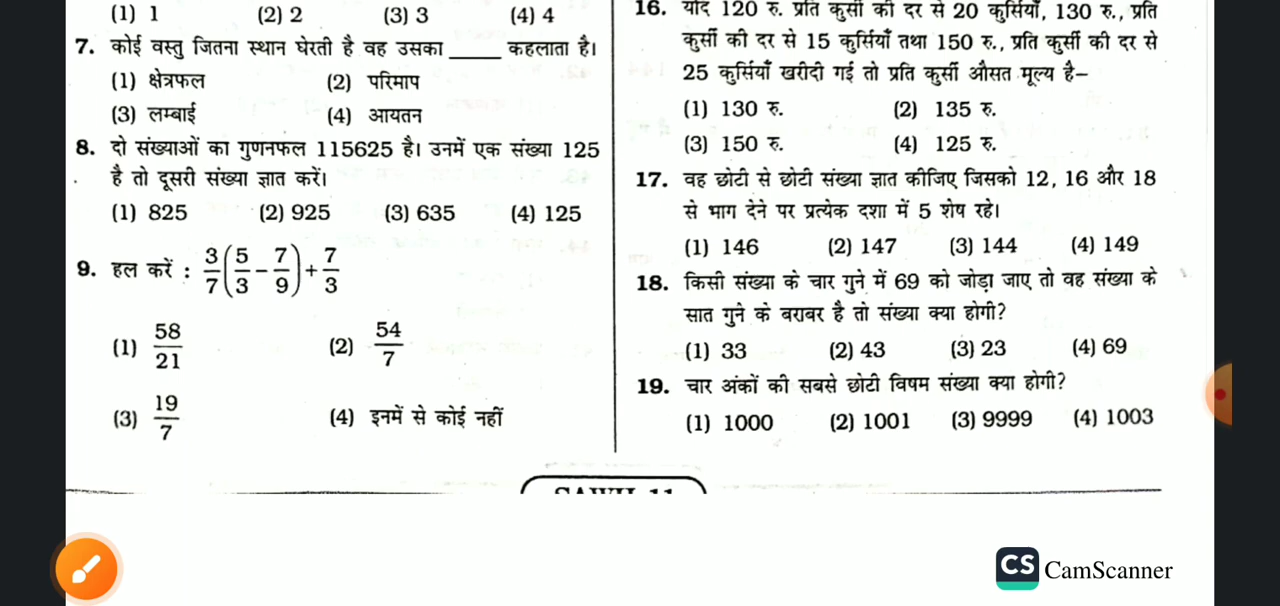 (1) 1 (2) 2 (3) 3 (4) 4
7. कोई वस्तु जितना स्थान घेरती है वह उसका _____ कहलाता है।
(1) क्षेत्रफल (2) परिमाप
(3) लम्बाई (4) आयतन
8. दो संख्याओं का गुणनफल 115625 है। उनमें एक संख्या 125
है तो दूसरी संख्या ज्ञात करें।
(1) 825 (2) 925 (3) 635 (4) 125
9. हल करें : 3/7(5/3 − 7/9) + 7/3
(1) 58/21 (2) 54/7
(3) 19/7 (4) इनमें से कोई नहीं
16. यदि 120 रु. प्रति कुर्सी की दर से 20 कुर्सियाँ, 130 रु., प्रति
कुर्सी की दर से 15 कुर्सियाँ तथा 150 रु., प्रति कुर्सी की दर से
25 कुर्सियाँ खरीदी गई तो प्रति कुर्सी औसत मूल्य है–
(1) 130 रु. (2) 135 रु.
(3) 150 रु. (4) 125 रु.
17. वह छोटी से छोटी संख्या ज्ञात कीजिए जिसको 12, 16 और 18
से भाग देने पर प्रत्येक दशा में 5 शेष रहे।
(1) 146 (2) 147 (3) 144 (4) 149
18. किसी संख्या के चार गुने में 69 को जोड़ा जाए तो वह संख्या के
सात गुने के बराबर है तो संख्या क्या होगी?
(1) 33 (2) 43 (3) 23 (4) 69
19. चार अंकों की सबसे छोटी विषम संख्या क्या होगी?
(1) 1000 (2) 1001 (3) 9999 (4) 1003
CS CamScanner